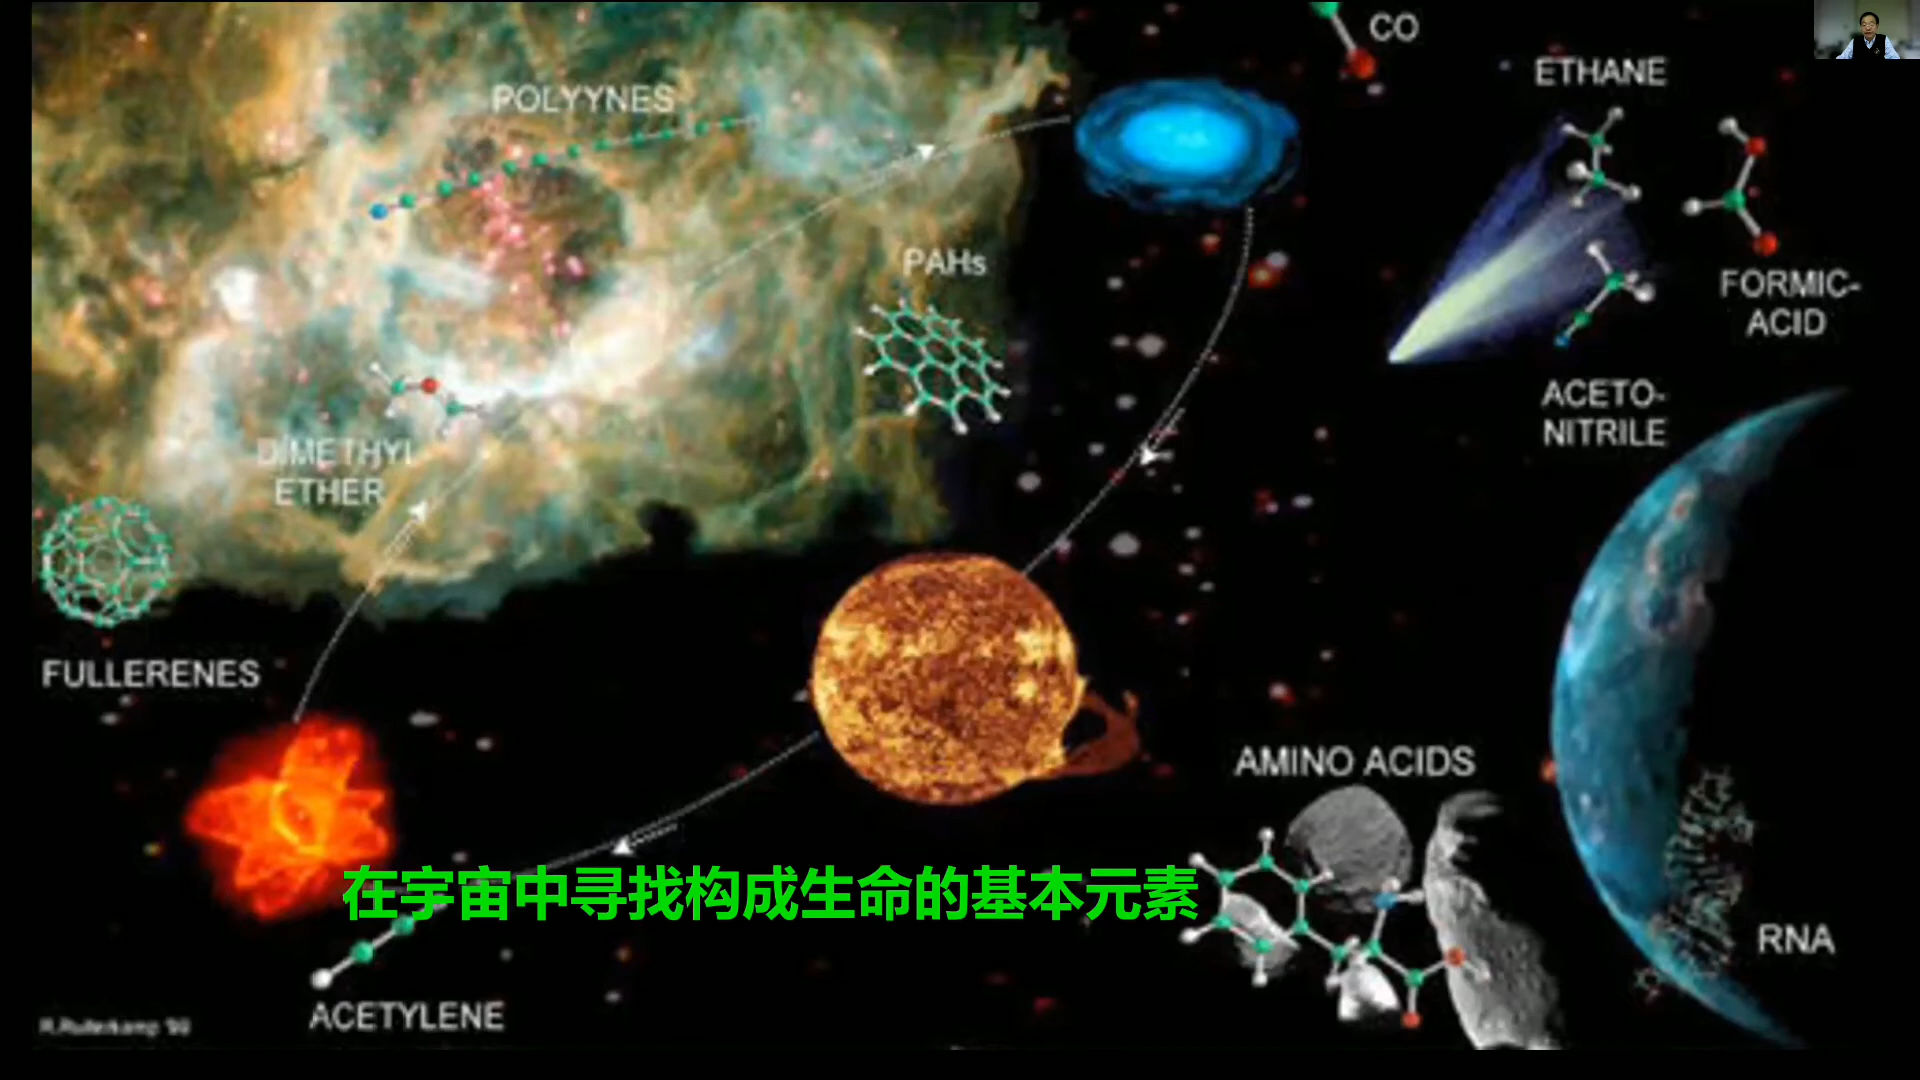 CO
ETHANE
POLYYNES
PAHs
FORMIC-
ACID
ACETO-
NITRILE
DIMETHYL
ETHER
FULLERENES
AMINO ACIDS
在宇宙中寻找构成生命的基本元素
RNA
ACETYLENE